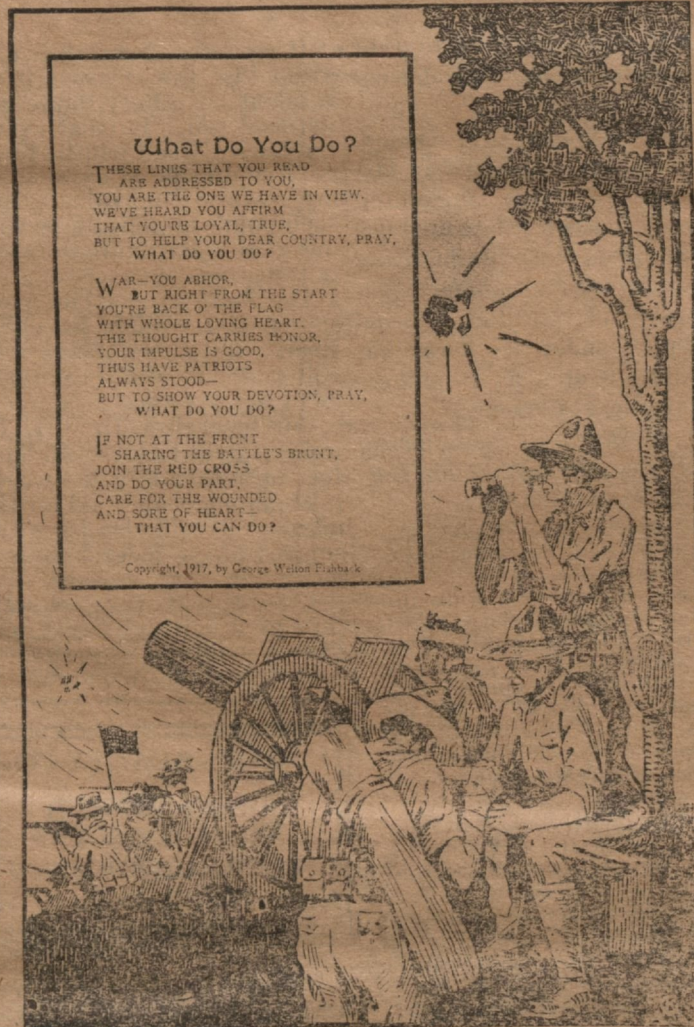 What Do You Do?
THESE LINES THAT YOU READ
ARE ADDRESSED TO YOU,
YOU ARE THE ONE WE HAVE IN VIEW.
WE'VE HEARD YOU AFFIRM
THAT YOU'RE LOYAL, TRUE,
BUT TO HELP YOUR DEAR COUNTRY, PRAY,
WHAT DO YOU DO?
WAR—YOU ABHOR,
BUT RIGHT FROM THE START
YOU'RE BACK O' THE FLAG
WITH WHOLE LOVING HEART.
THE THOUGHT CARRIES HONOR,
YOUR IMPULSE IS GOOD,
THUS HAVE PATRIOTS
ALWAYS STOOD—
BUT TO SHOW YOUR DEVOTION, PRAY,
WHAT DO YOU DO?
IF NOT AT THE FRONT
SHARING THE BATTLE'S BRUNT,
JOIN THE RED CROSS
AND DO YOUR PART,
CARE FOR THE WOUNDED
AND SORE OF HEART—
THAT YOU CAN DO?
Copyright, 1917, by George Welton Fishback